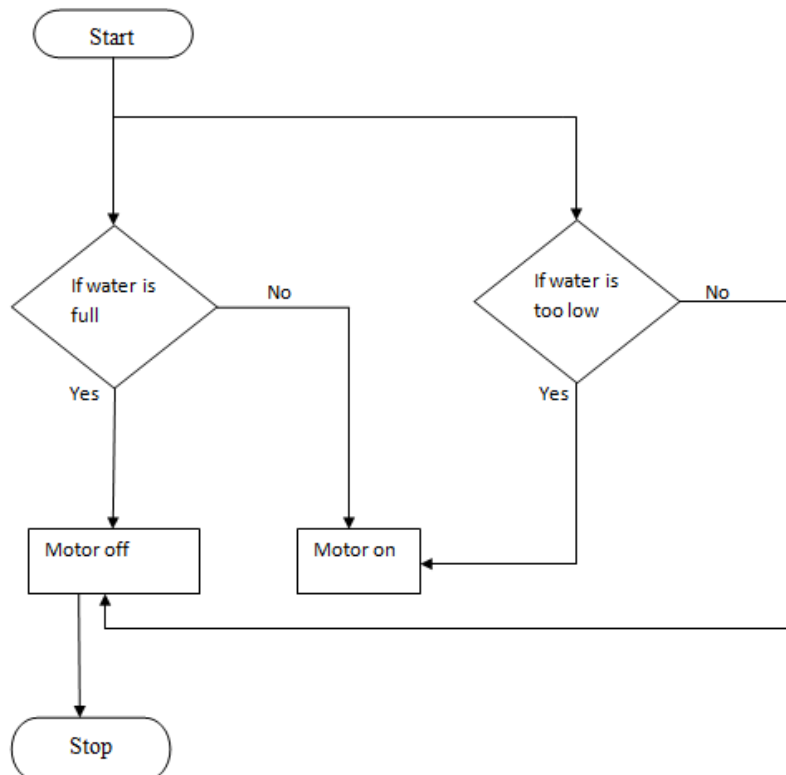 Start
If water is
full
No
Yes
If water is
too low
No
Yes
Motor off
Motor on
Stop